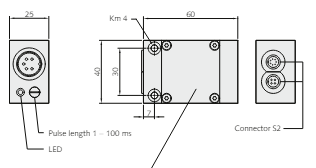 25
Km 4
60
40
30
7
Connector S2
Pulse length 1 – 100 ms
LED